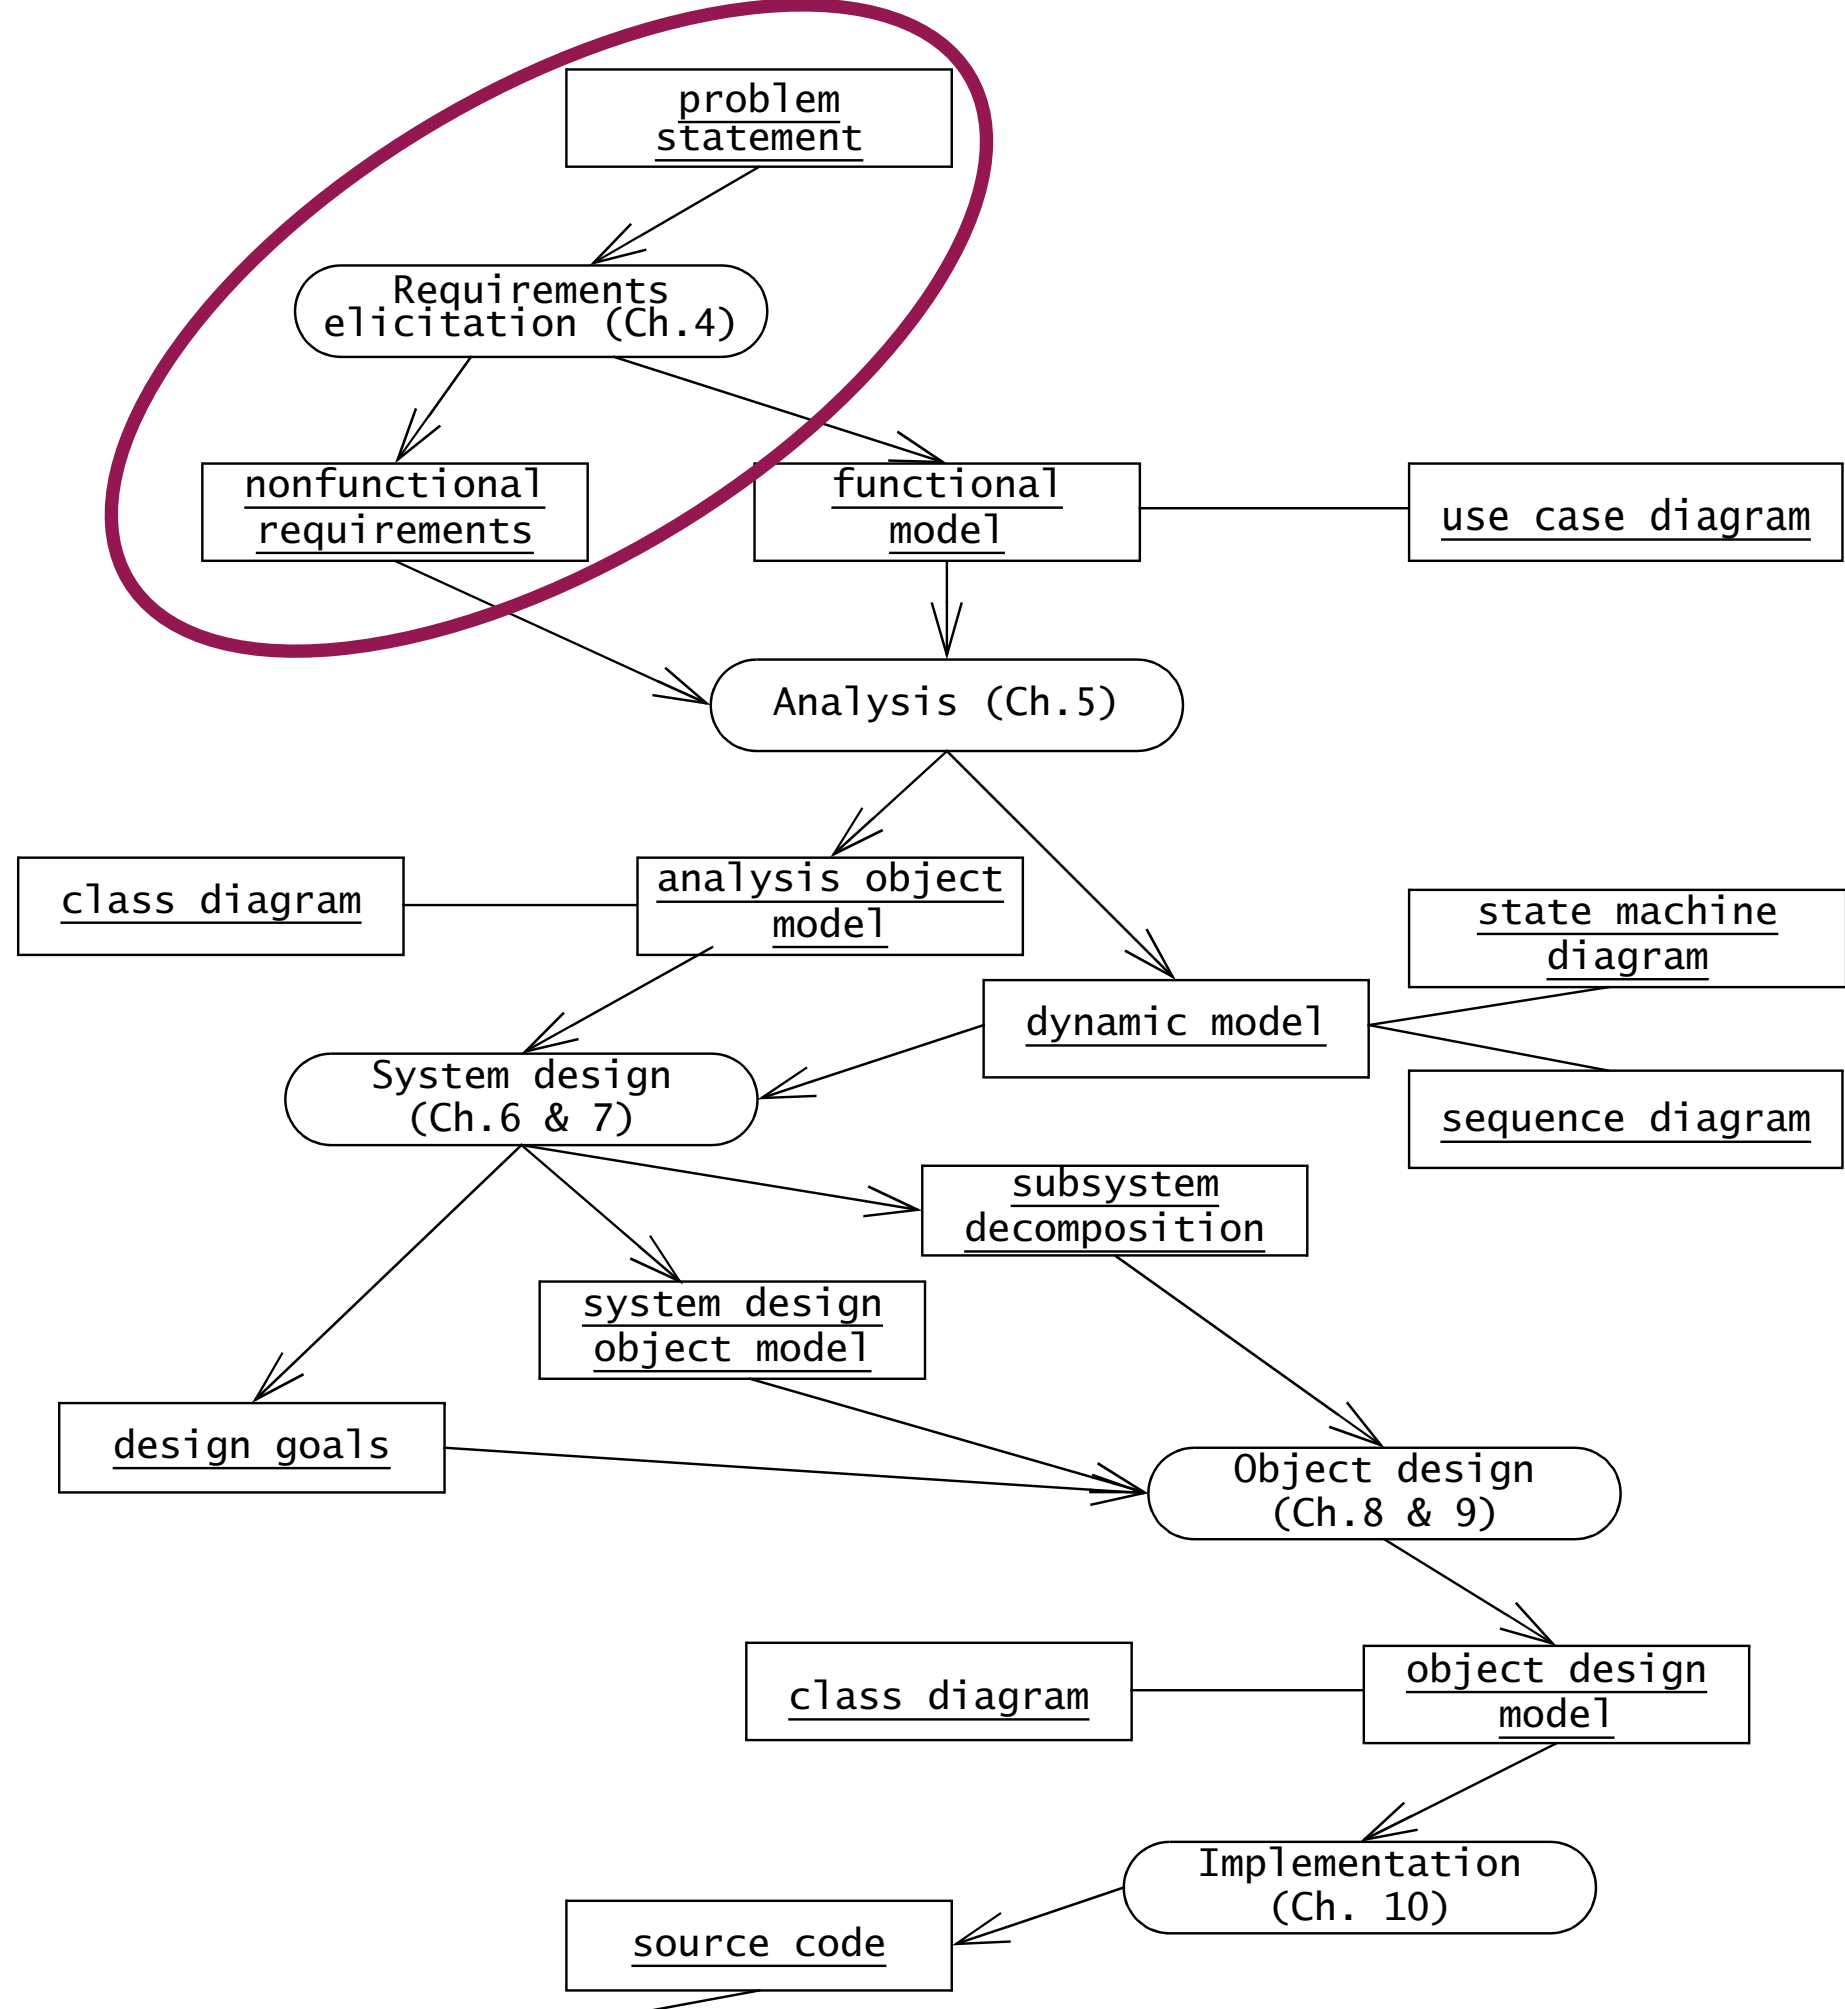 problem
statement
Requirements
elicitation (Ch.4)
nonfunctional
requirements
functional
model
use case diagram
Analysis (Ch.5)
class diagram
analysis object
model
state machine
diagram
dynamic model
System design
(Ch.6 & 7)
sequence diagram
subsystem
decomposition
system design
object model
design goals
Object design
(Ch.8 & 9)
class diagram
object design
model
Implementation
(Ch. 10)
source code